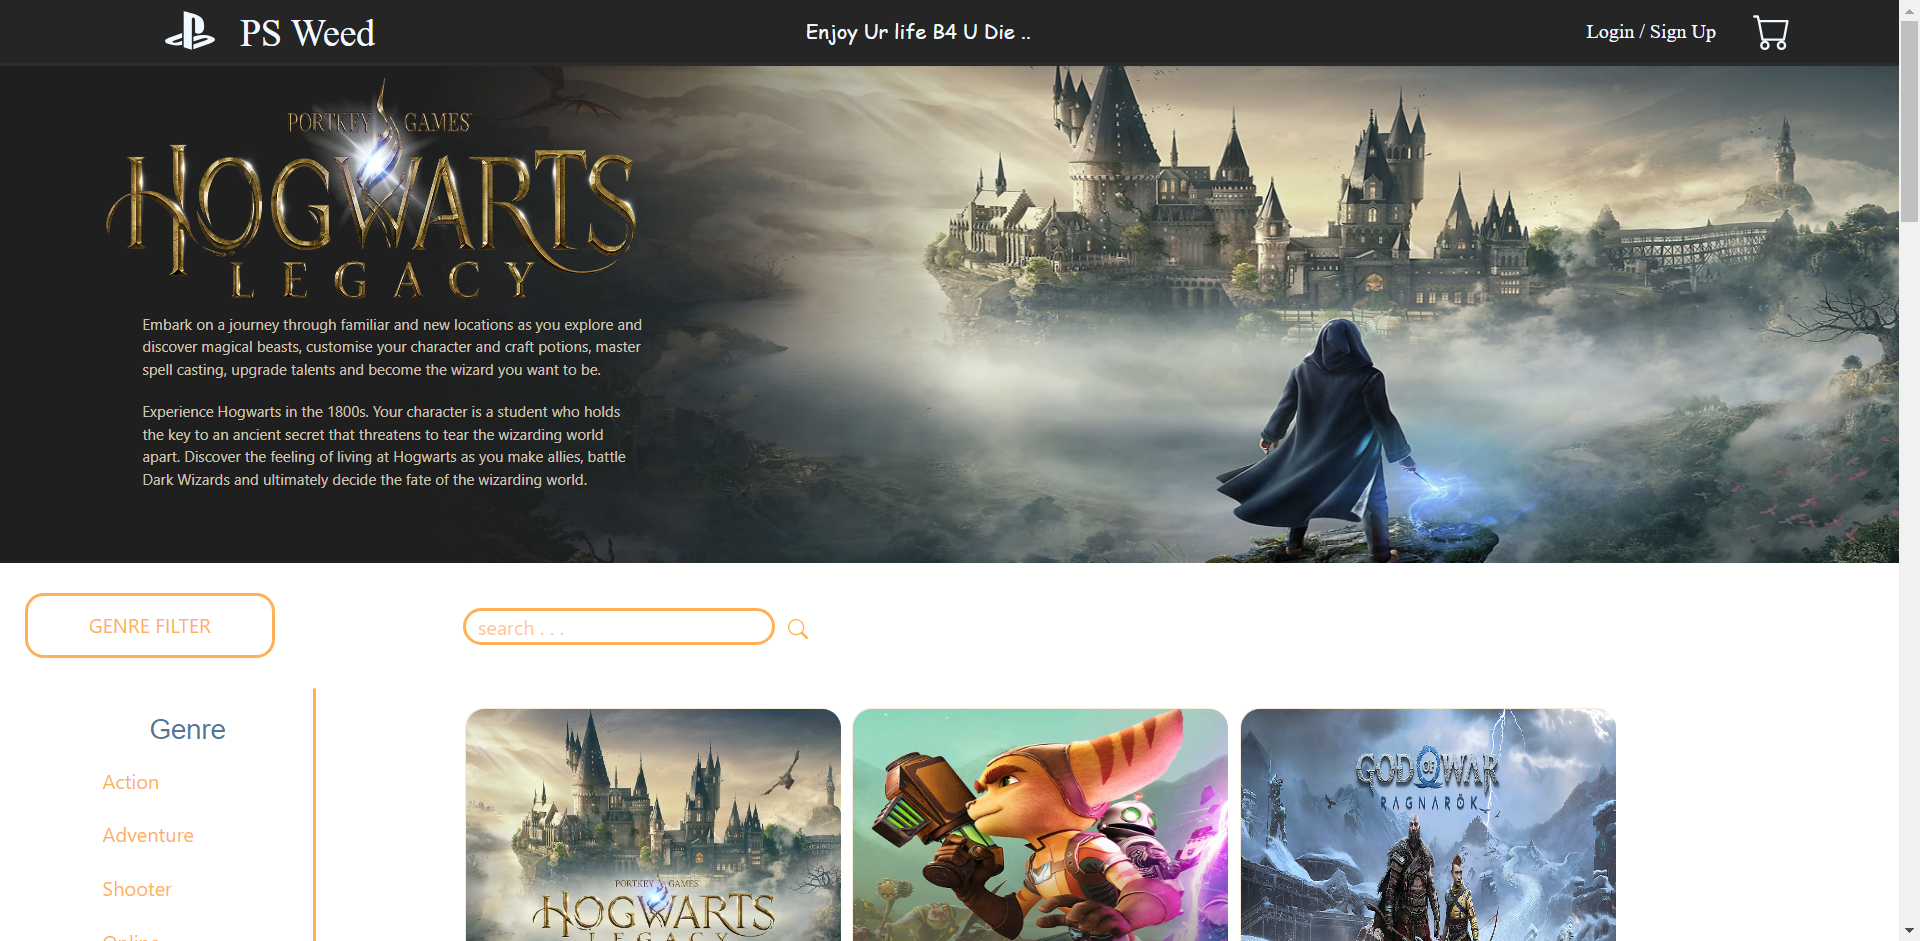 PS Weed
Enjoy Ur life B4 U Die ..
Login / Sign Up
PORTKEY GAMES
HOGWARTS
LEGACY
Embark on a journey through familiar and new locations as you explore and
discover magical beasts, customise your character and craft potions, master
spell casting, upgrade talents and become the wizard you want to be.
Experience Hogwarts in the 1800s. Your character is a student who holds
the key to an ancient secret that threatens to tear the wizarding world
apart. Discover the feeling of living at Hogwarts as you make allies, battle
Dark Wizards and ultimately decide the fate of the wizarding world.
GENRE FILTER
search . . .
Genre
Action
Adventure
Shooter
Online
PORTKEY GAMES
HOGWARTS
LEGACY
GOD OF WAR
RAGNARÖK